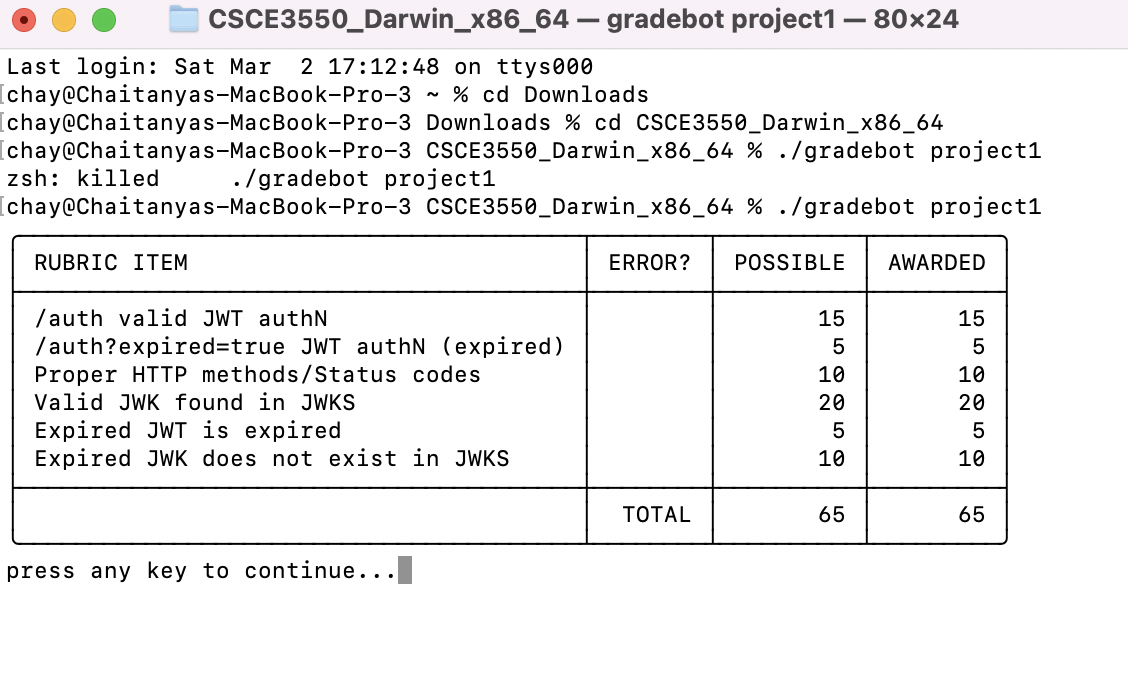 CSCE3550_Darwin_x86_64 — gradebot project1 — 80×24
Last login: Sat Mar  2 17:12:48 on ttys000
[chay@Chaitanyas-MacBook-Pro-3 ~ % cd Downloads
[chay@Chaitanyas-MacBook-Pro-3 Downloads % cd CSCE3550_Darwin_x86_64
[chay@Chaitanyas-MacBook-Pro-3 CSCE3550_Darwin_x86_64 % ./gradebot project1
zsh: killed     ./gradebot project1
[chay@Chaitanyas-MacBook-Pro-3 CSCE3550_Darwin_x86_64 % ./gradebot project1
RUBRIC ITEM ERROR? POSSIBLE AWARDED
/auth valid JWT authN 15 15
/auth?expired=true JWT authN (expired) 5 5
Proper HTTP methods/Status codes 10 10
Valid JWK found in JWKS 20 20
Expired JWT is expired 5 5
Expired JWK does not exist in JWKS 10 10
TOTAL 65 65
press any key to continue...